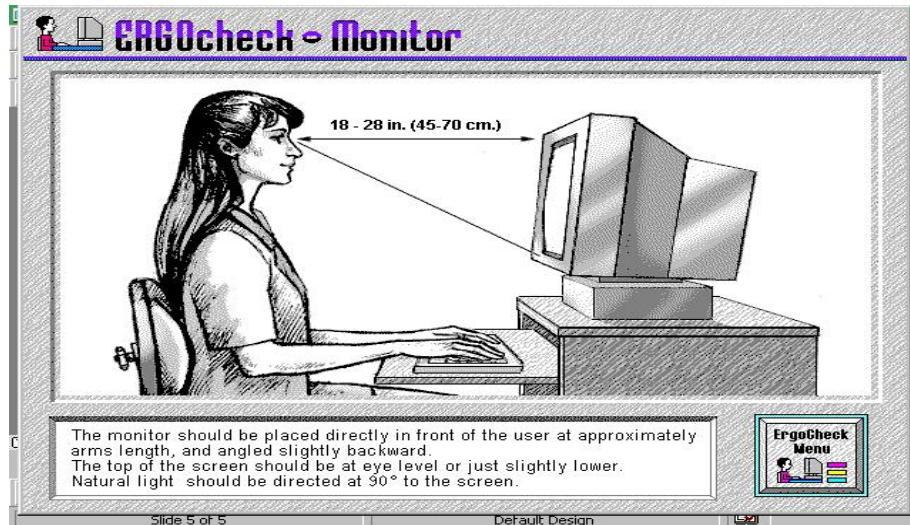 ERGOcheck - Monitor
18 - 28 in. (45-70 cm.)
The monitor should be placed directly in front of the user at approximately
arms length, and angled slightly backward.
The top of the screen should be at eye level or just slightly lower.
Natural light should be directed at 90° to the screen.
ErgoCheck
Menu
Slide 5 of 5
Default Design